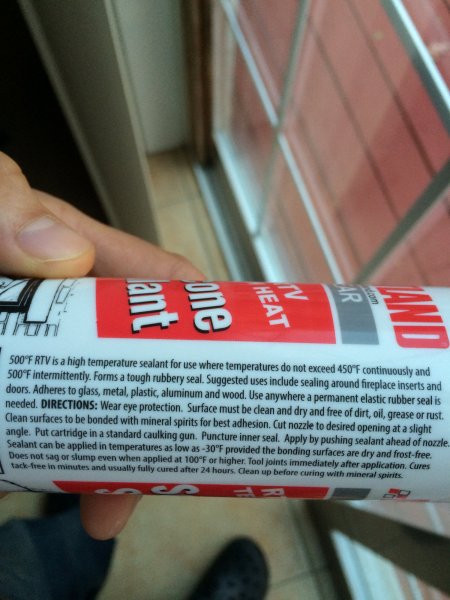 AND
AR
RTV
HEAT
one
ant
500°F RTV is a high temperature sealant for use where temperatures do not exceed 450°F continuously and
500°F intermittently. Forms a tough rubbery seal. Suggested uses include sealing around fireplace inserts and
doors. Adheres to glass, metal, plastic, aluminum and wood. Use anywhere a permanent elastic rubber seal is
needed. DIRECTIONS: Wear eye protection. Surface must be clean and dry and free of dirt, oil, grease or rust.
Clean surfaces to be bonded with mineral spirits for best adhesion. Cut nozzle to desired opening at a slight
angle. Put cartridge in a standard caulking gun. Puncture inner seal. Apply by pushing sealant ahead of nozzle.
Sealant can be applied in temperatures as low as -30°F provided the bonding surfaces are dry and frost-free.
Does not sag or slump even when applied at 100°F or higher. Tool joints immediately after application. Cures
tack-free in minutes and usually fully cured after 24 hours. Clean up before curing with mineral spirits.